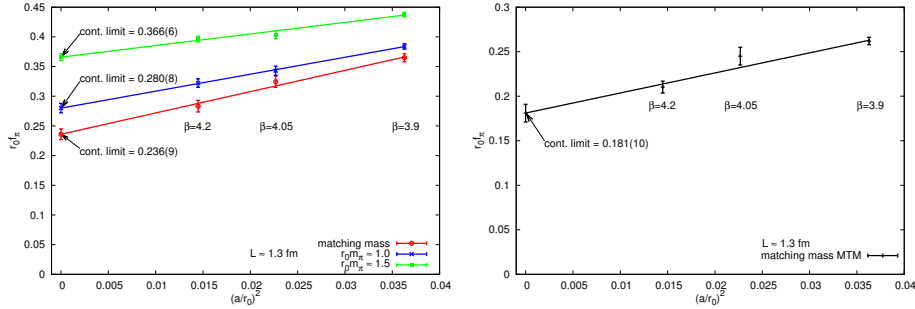 0.45
0.4
0.35
0.3
0.25
0.2
0.15
0.1
0.05
0
r₀fπ
cont. limit = 0.366(6)
cont. limit = 0.280(8)
cont. limit = 0.236(9)
β=4.2
β=4.05
β=3.9
L ≈ 1.3 fm
matching mass
r₀mπ ≈ 1.0
r₀mπ ≈ 1.5
0 0.005 0.01 0.015 0.02 0.025 0.03 0.035 0.04
(a/r₀)²
0.3
0.25
0.2
0.15
0.1
0.05
0
r₀fπ
β=4.2
β=4.05
β=3.9
cont. limit = 0.181(10)
L ≈ 1.3 fm
matching mass MTM
0 0.005 0.01 0.015 0.02 0.025 0.03 0.035 0.04
(a/r₀)²